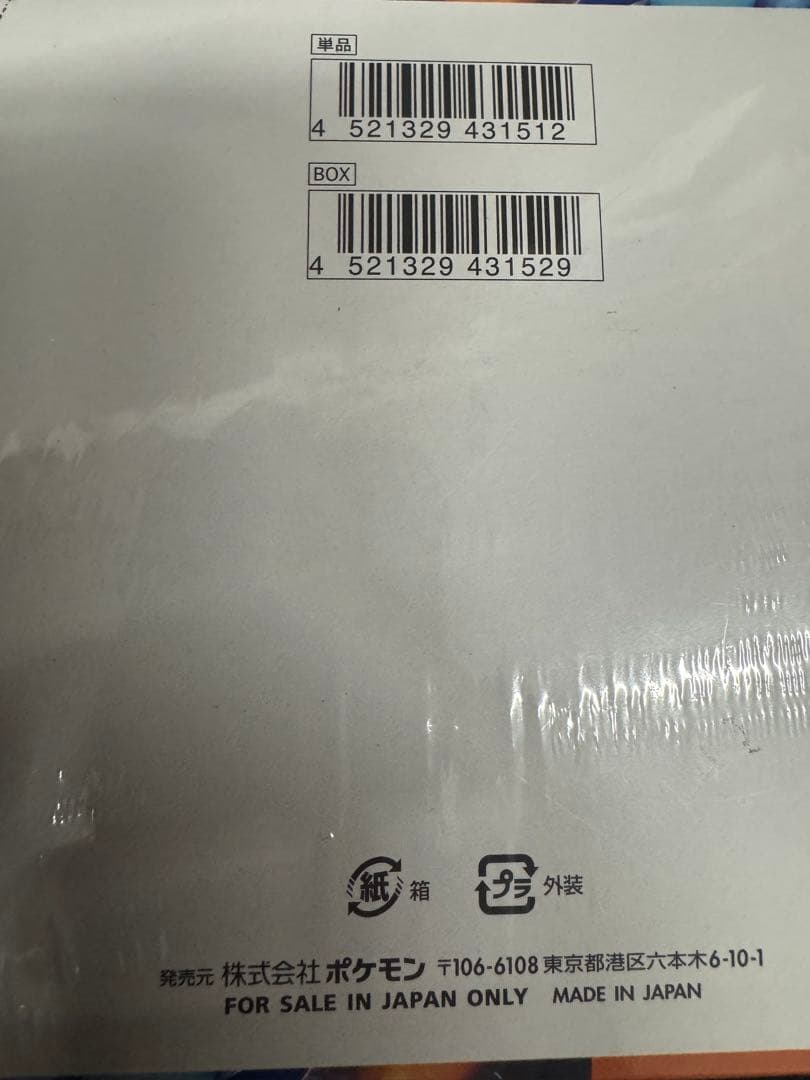 単品
4 521329 431512
BOX
4 521329 431529
紙 箱 プラ 外装
発売元 株式会社 ポケモン 〒106-6108 東京都港区六本木6-10-1
FOR SALE IN JAPAN ONLY MADE IN JAPAN